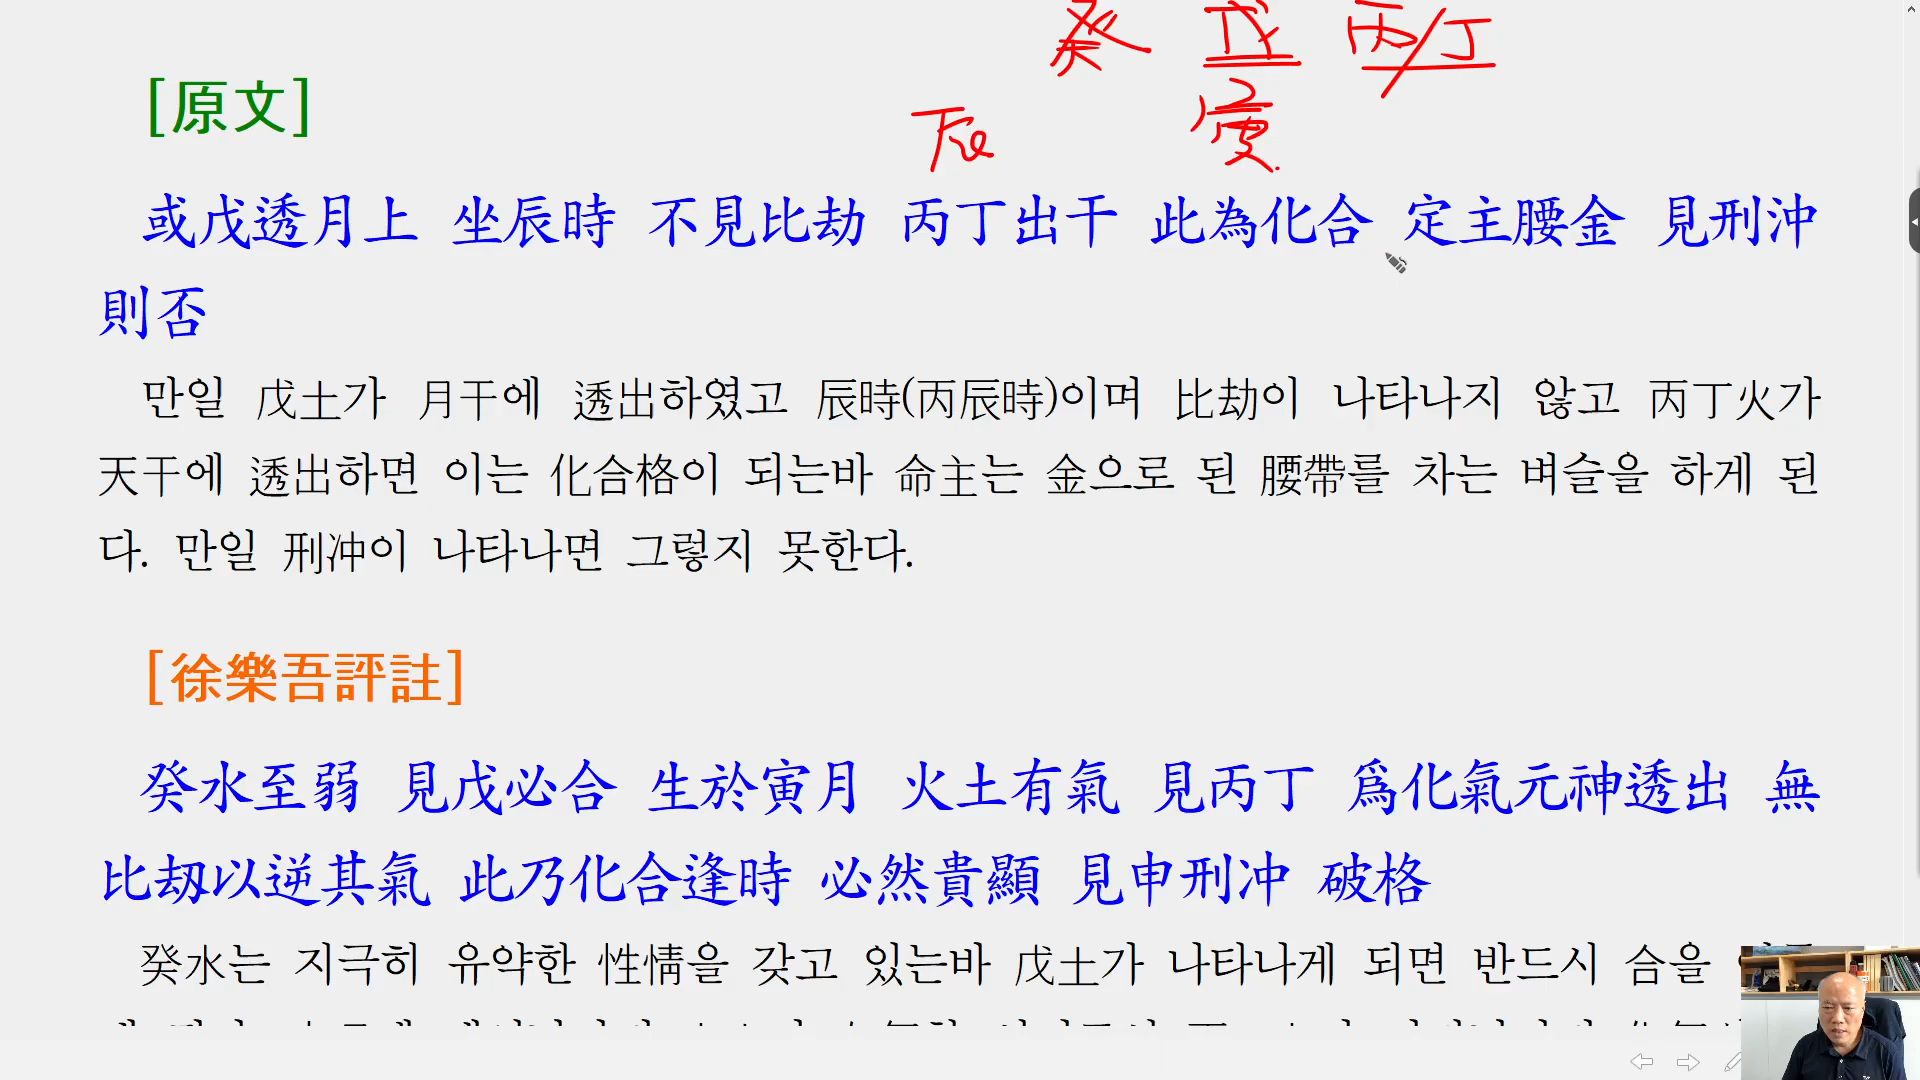 癸 戊 丙/丁
辰 寅
[原文]
或戊透月上 坐辰時 不見比劫 丙丁出干 此為化合 定主腰金 見刑沖
則否
만일 戊土가 月干에 透出하였고 辰時(丙辰時)이며 比劫이 나타나지 않고 丙丁火가
天干에 透出하면 이는 化合格이 되는바 命主는 金으로 된 腰帶를 차는 벼슬을 하게 된
다. 만일 刑冲이 나타나면 그렇지 못한다.
[徐樂吾評註]
癸水至弱 見戊必合 生於寅月 火土有氣 見丙丁 爲化氣元神透出 無
比刼以逆其氣 此乃化合逢時 必然貴顯 見申刑冲 破格
癸水는 지극히 유약한 性情을 갖고 있는바 戊土가 나타나게 되면 반드시 合을